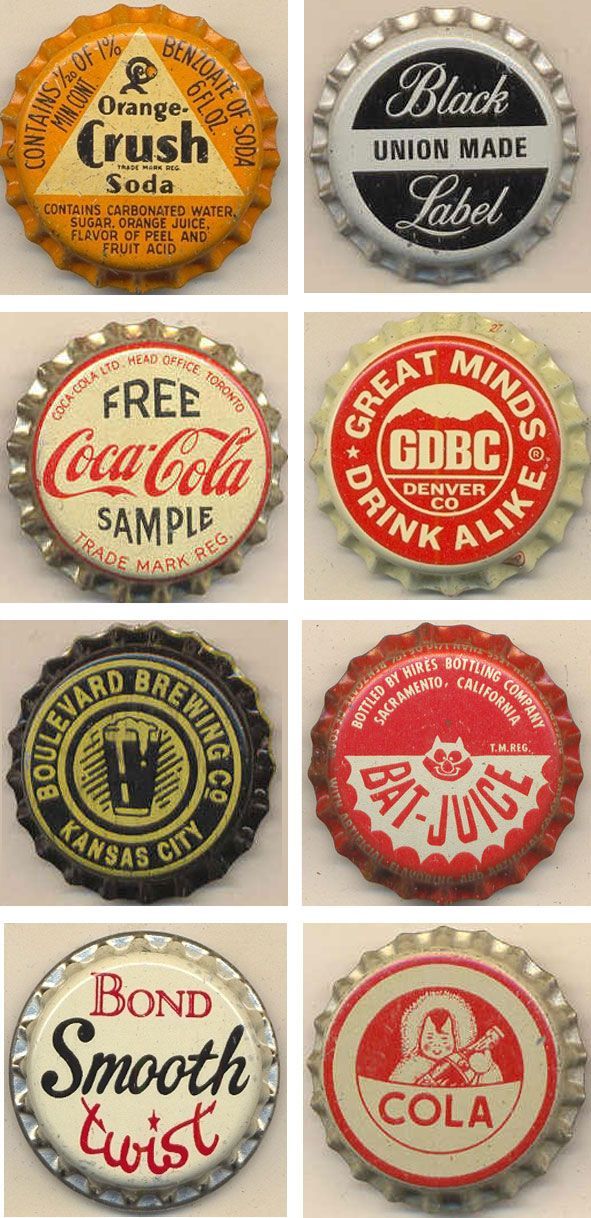 CONTAINS 1/20 OF 1%
BENZOATE OF SODA
MIN. CONT.
6 FL. OZ.
Orange-
Crush
TRADE MARK REG.
Soda
CONTAINS CARBONATED WATER,
SUGAR, ORANGE JUICE,
FLAVOR OF PEEL AND
FRUIT ACID
Black
UNION MADE
Label
COCA-COLA LTD. HEAD OFFICE, TORONTO
FREE
Coca-Cola
SAMPLE
TRADE MARK REG.
27
GREAT MINDS
GDBC
DENVER
CO
DRINK ALIKE
®
BOULEVARD BREWING CO
KANSAS CITY
BOTTLED BY HIRES BOTTLING COMPANY
SACRAMENTO, CALIFORNIA
T.M.REG.
BAT-JUICE
BOND
Smooth
twist
COLA